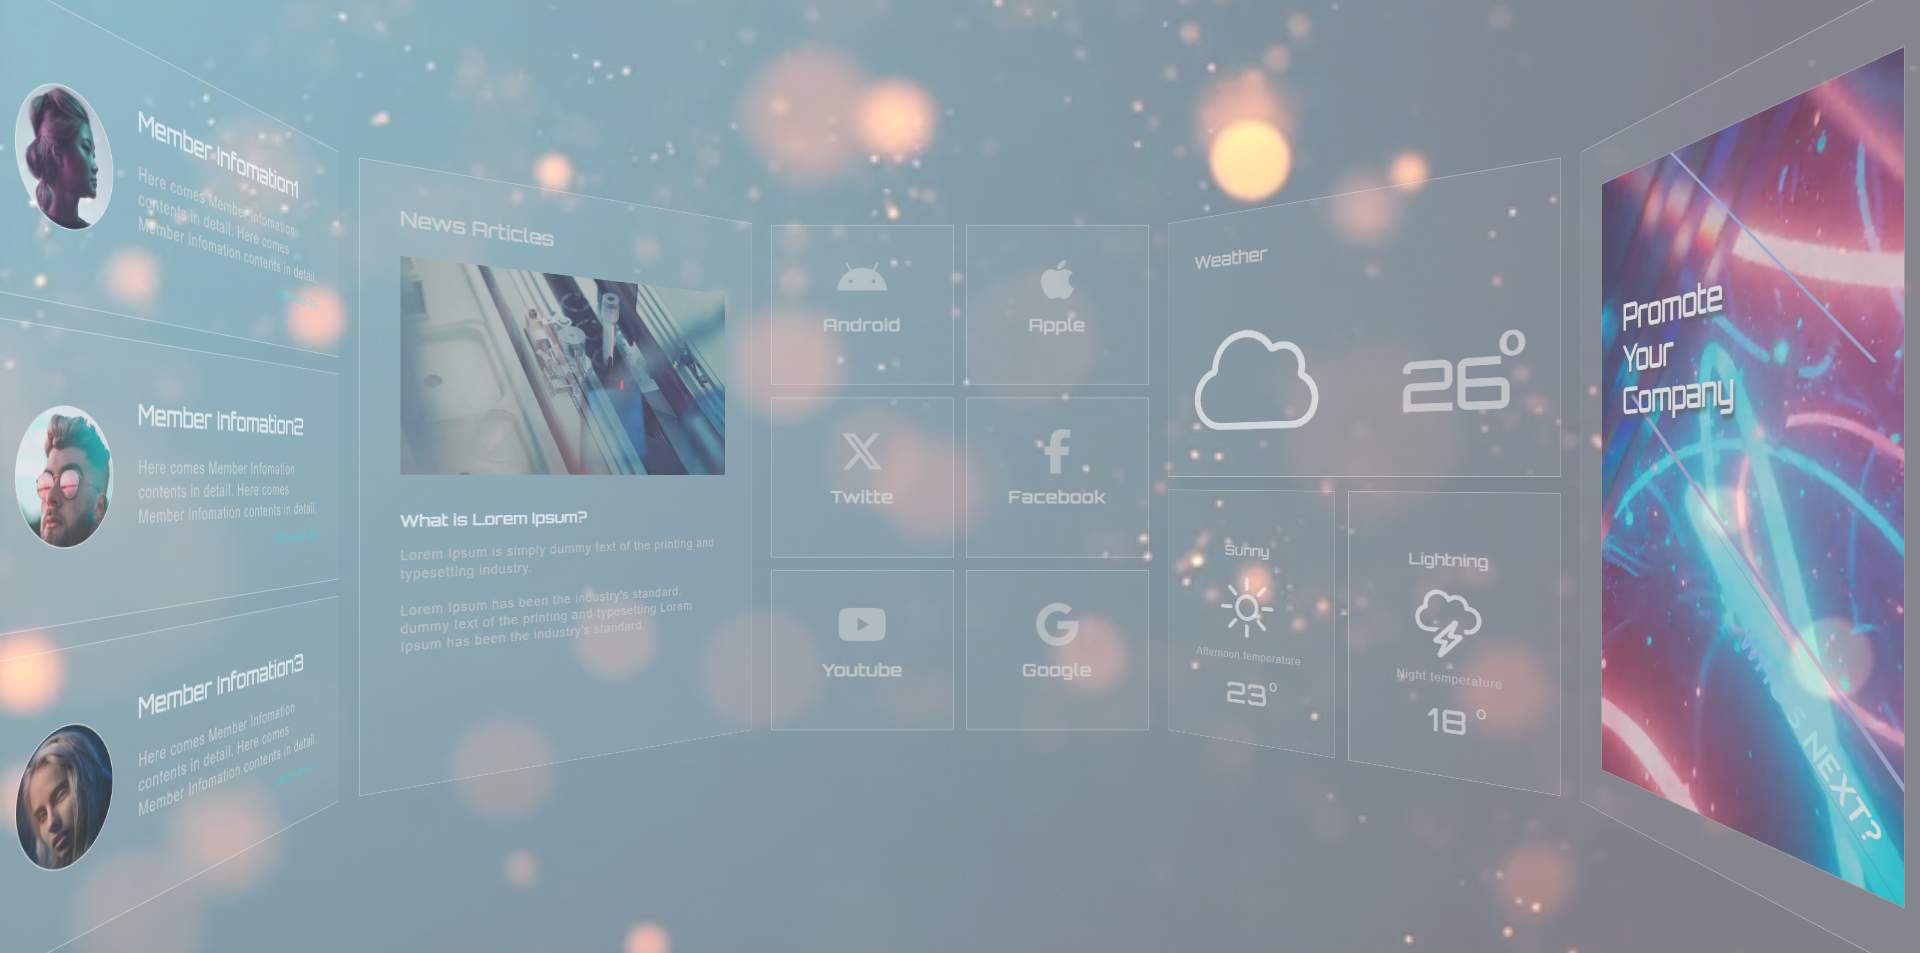 Member Infomation1
Here comes Member Infomation
contents in detail. Here comes
Member Infomation contents in detail.
Member Infomation2
Here comes Member Infomation
contents in detail. Here comes
Member Infomation contents in detail.
Member Infomation3
Here comes Member Infomation
contents in detail. Here comes
Member Infomation contents in detail.
News Articles
What is Lorem Ipsum?
Lorem Ipsum is simply dummy text of the printing and
typesetting industry.
Lorem Ipsum has been the industry's standard.
dummy text of the printing and typesetting Lorem
Ipsum has been the industry's standard.
Android
Apple
Twitte
Facebook
Youtube
Google
Weather
26°
Sunny
Afternoon temperature
23°
Lightning
Night temperature
18 °
Promote
Your
Company
WHAT'S NEXT?